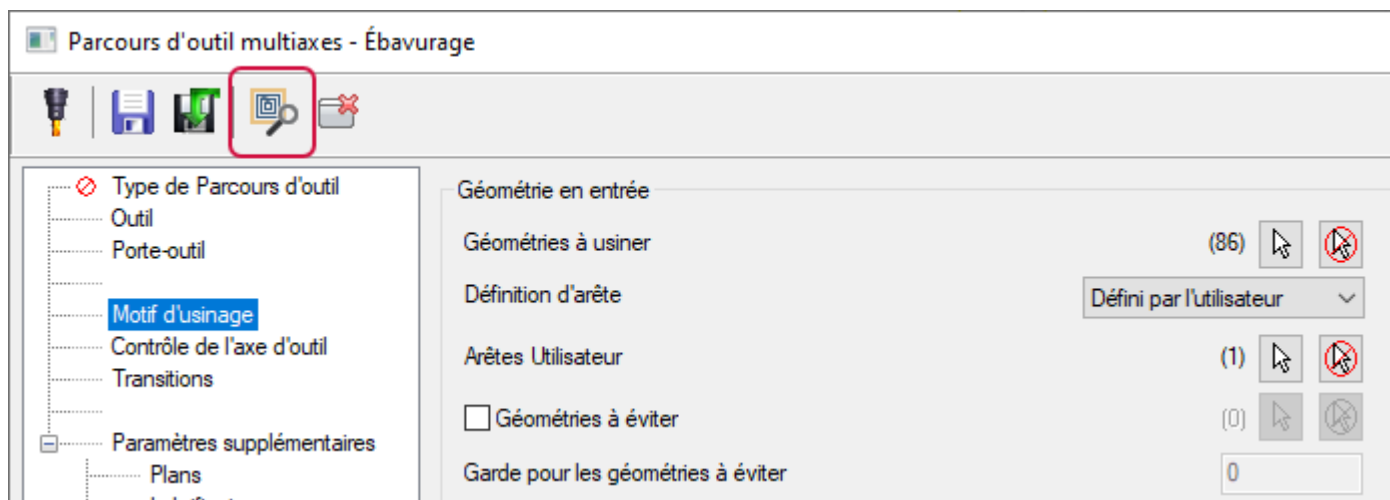 Parcours d'outil multiaxes - Ébavurage
Type de Parcours d'outil
Outil
Porte-outil
Motif d'usinage
Contrôle de l'axe d'outil
Transitions
Paramètres supplémentaires
Plans
Géométrie en entrée
Géométries à usiner (86)
Définition d'arête Défini par l'utilisateur
Arêtes Utilisateur (1)
Géométries à éviter (0)
Garde pour les géométries à éviter 0